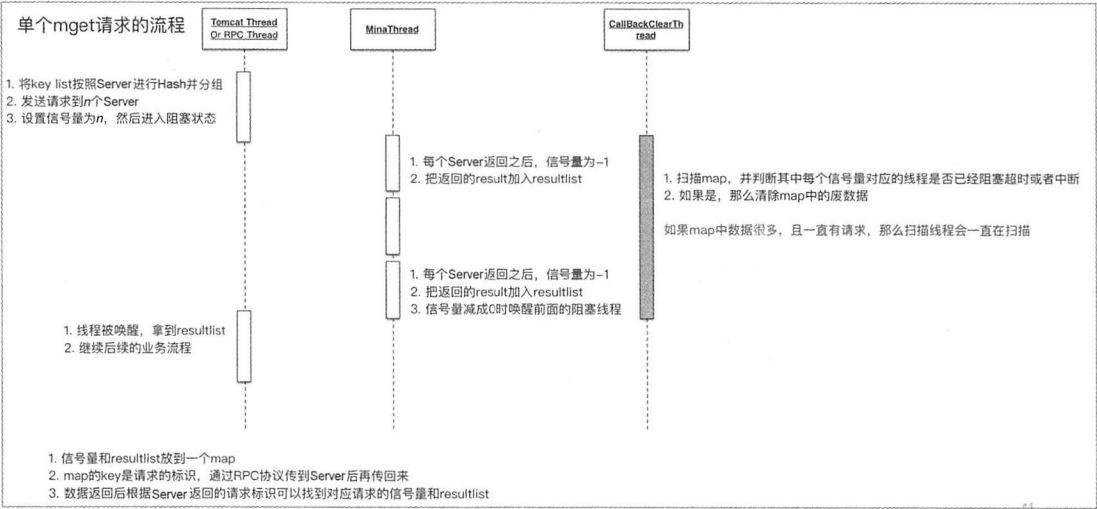 单个mget请求的流程
Tomcat Thread
Or RPC Thread
MinaThread
CallBackClearTh
read
1. 将key list按照Server进行Hash并分组
2. 发送请求到n个Server
3. 设置信号量为n，然后进入阻塞状态
1. 每个Server返回之后，信号量为-1
2. 把返回的result加入resultlist
1. 扫描map，并判断其中每个信号量对应的线程是否已经阻塞超时或者中断
2. 如果是，那么清除map中的废数据
如果map中数据很多，且一直有请求，那么扫描线程会一直在扫描
1. 每个Server返回之后，信号量为-1
2. 把返回的result加入resultlist
3. 信号量减成0时唤醒前面的阻塞线程
1. 线程被唤醒，拿到resultlist
2. 继续后续的业务流程
1. 信号量和resultlist放到一个map
2. map的key是请求的标识，通过RPC协议传到Server后再传回来
3. 数据返回后根据Server返回的请求标识可以找到对应请求的信号量和resultlist